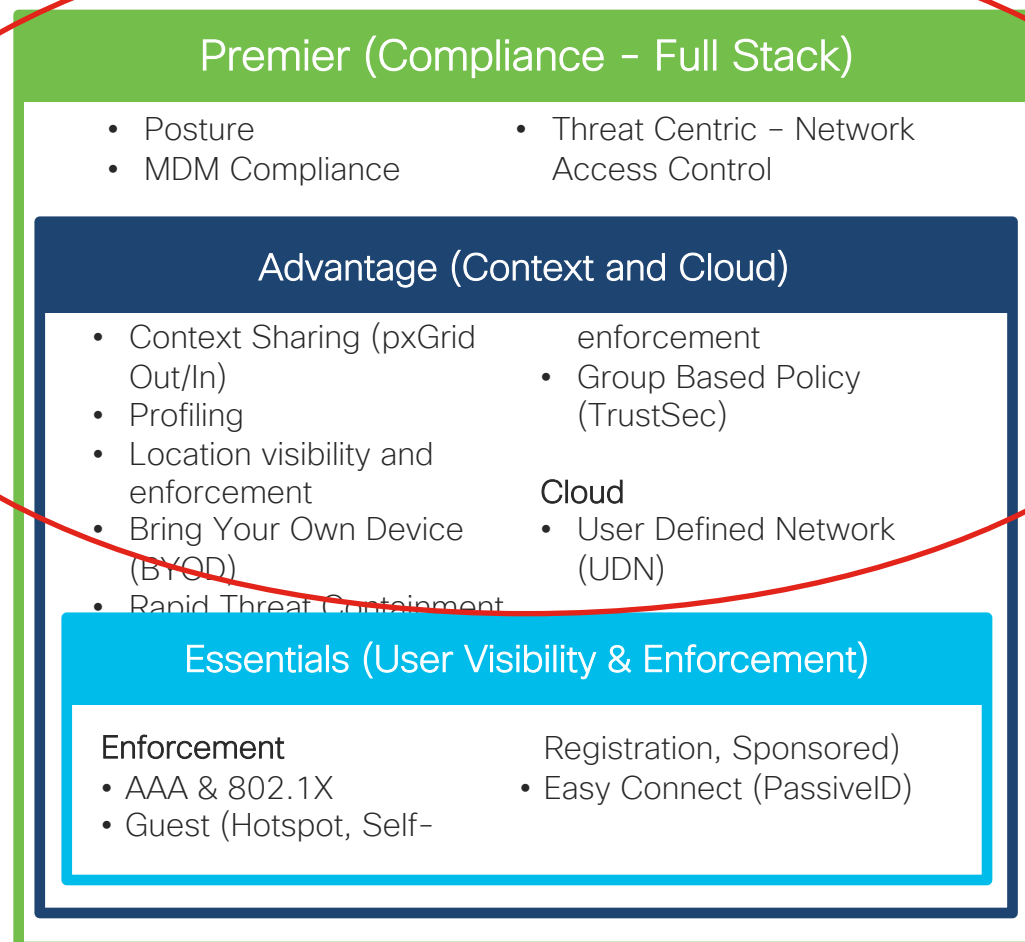 Premier (Compliance – Full Stack)
• Posture
• MDM Compliance
• Threat Centric – Network
Access Control
Advantage (Context and Cloud)
• Context Sharing (pxGrid
Out/In)
• Profiling
• Location visibility and
enforcement
• Bring Your Own Device
(BYOD)
• Rapid Threat Containment
enforcement
• Group Based Policy
(TrustSec)
Cloud
• User Defined Network
(UDN)
Essentials (User Visibility & Enforcement)
Enforcement
• AAA & 802.1X
• Guest (Hotspot, Self-
Registration, Sponsored)
• Easy Connect (PassiveID)